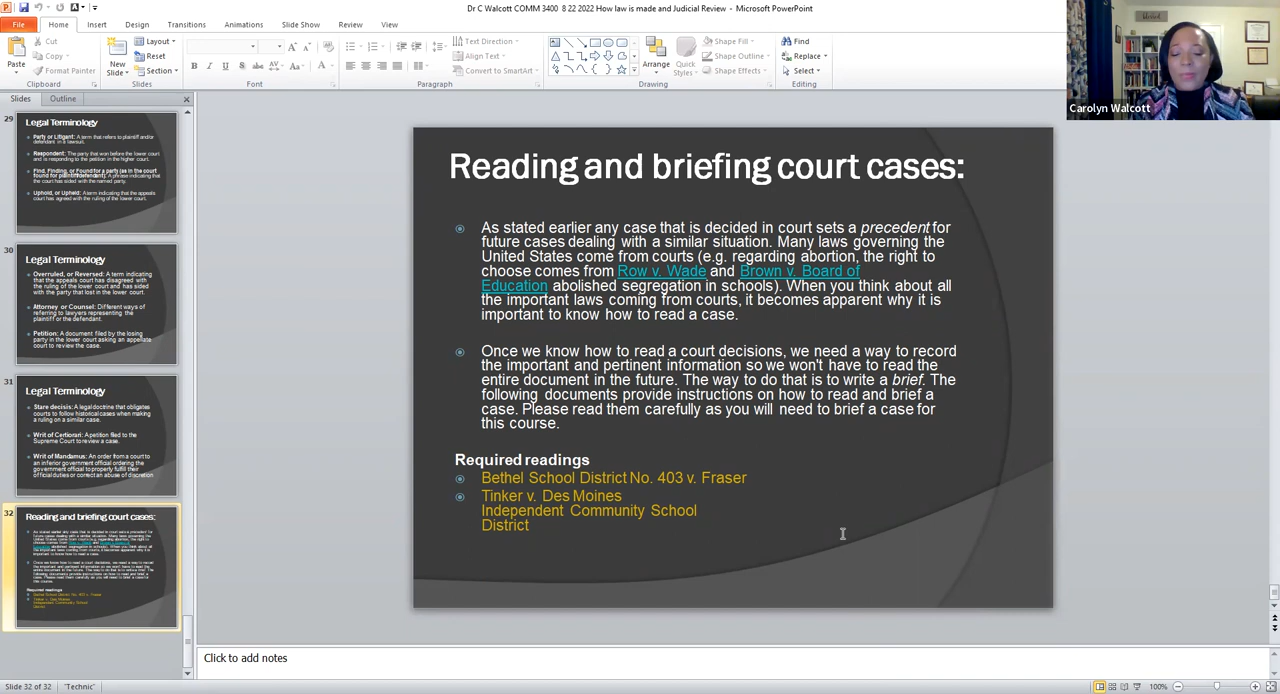 Dr C Walcott COMM 3400 8 22 2022 How law is made and Judicial Review - Microsoft PowerPoint
File Home Insert Design Transitions Animations Slide Show Review View
Cut
Copy
Format Painter
Paste
Clipboard
New
Slide
Layout
Reset
Section
Slides
Font
Text Direction
Align Text
Convert to SmartArt
Paragraph
Arrange
Quick
Styles
Shape Fill
Shape Outline
Shape Effects
Drawing
Find
Replace
Select
Editing
Carolyn Walcott
Slides Outline
29
Legal Terminology
Party or Litigant: A term that refers to plaintiff and/or
defendant in a lawsuit.
Respondent: The party that won before the lower court
and is responding to the petition in the higher court.
Find, Finding, or Found for a party (as in the court
found for plaintiff/defendant): A phrase indicating that
the court has sided with the named party.
Uphold, or Upheld: A term indicating that the appeals
court has agreed with the ruling of the lower court.
30
Legal Terminology
Overruled, or Reversed: A term indicating
that the appeals court has disagreed with
the ruling of the lower court and has sided
with the party that lost in the lower court.
Attorney or Counsel: Different ways of
referring to lawyers representing the
plaintiff or the defendant.
Petition: A document filed by the losing
party in the lower court asking an appellate
court to review the case.
31
Legal Terminology
Stare decisis: A legal doctrine that obligates
courts to follow historical cases when making
a ruling on a similar case.
Writ of Certiorari: A petition filed to the
Supreme Court to review a case.
Writ of Mandamus: An order from a court to
an inferior government official ordering the
government official to properly fulfill their
official duties or correct an abuse of discretion
32
Reading and briefing court cases:
Reading and briefing court cases:
As stated earlier any case that is decided in court sets a precedent for
future cases dealing with a similar situation. Many laws governing the
United States come from courts (e.g. regarding abortion, the right to
choose comes from Row v. Wade and Brown v. Board of
Education abolished segregation in schools). When you think about all
the important laws coming from courts, it becomes apparent why it is
important to know how to read a case.
Once we know how to read a court decisions, we need a way to record
the important and pertinent information so we won't have to read the
entire document in the future. The way to do that is to write a brief. The
following documents provide instructions on how to read and brief a
case. Please read them carefully as you will need to brief a case for
this course.
Required readings
Bethel School District No. 403 v. Fraser
Tinker v. Des Moines
Independent Community School
District
Click to add notes
Slide 32 of 32 "Technic" 100%